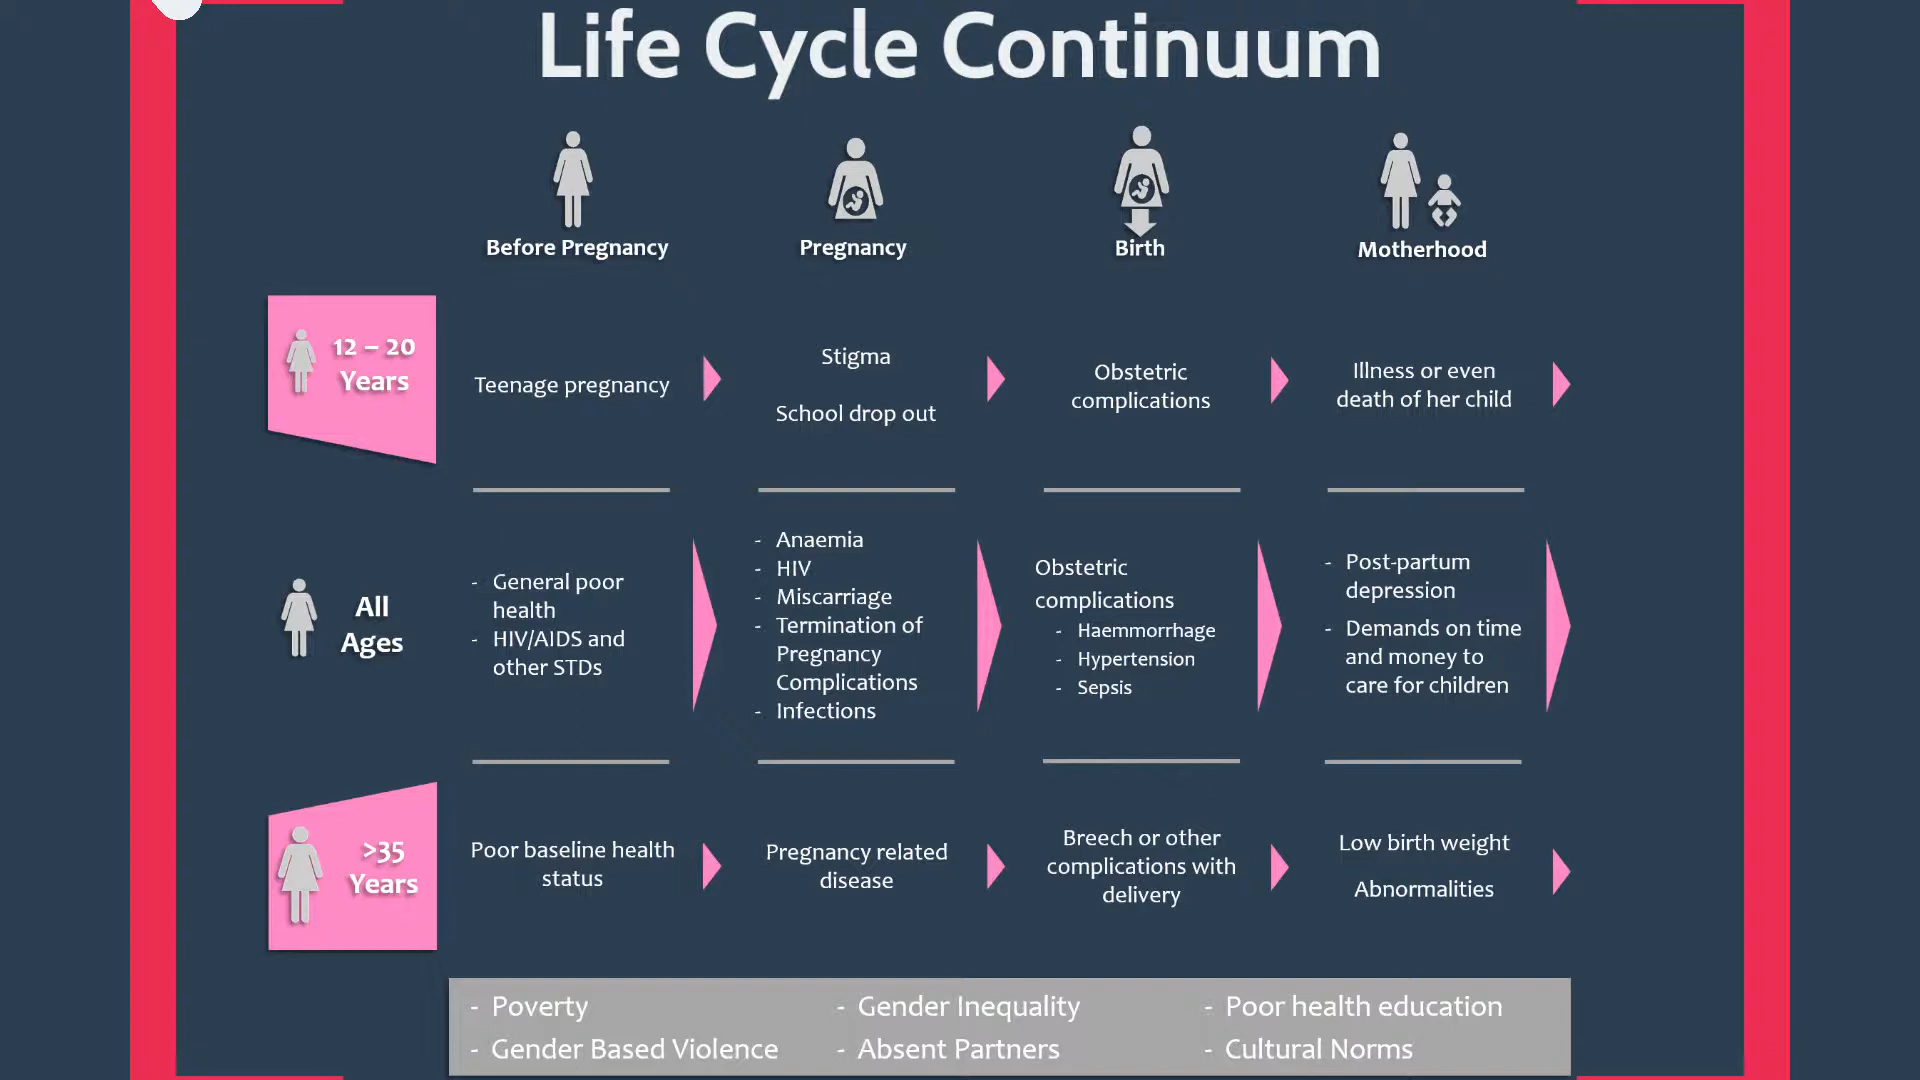 Life Cycle Continuum
Before Pregnancy
Pregnancy
Birth
Motherhood
12 – 20
Years
Teenage pregnancy
Stigma
School drop out
Obstetric
complications
Illness or even
death of her child
All
Ages
- General poor
health
- HIV/AIDS and
other STDs
- Anaemia
- HIV
- Miscarriage
- Termination of
Pregnancy
Complications
- Infections
Obstetric
complications
- Haemmorrhage
- Hypertension
- Sepsis
- Post-partum
depression
- Demands on time
and money to
care for children
>35
Years
Poor baseline health
status
Pregnancy related
disease
Breech or other
complications with
delivery
Low birth weight
Abnormalities
- Poverty
- Gender Inequality
- Poor health education
- Gender Based Violence
- Absent Partners
- Cultural Norms